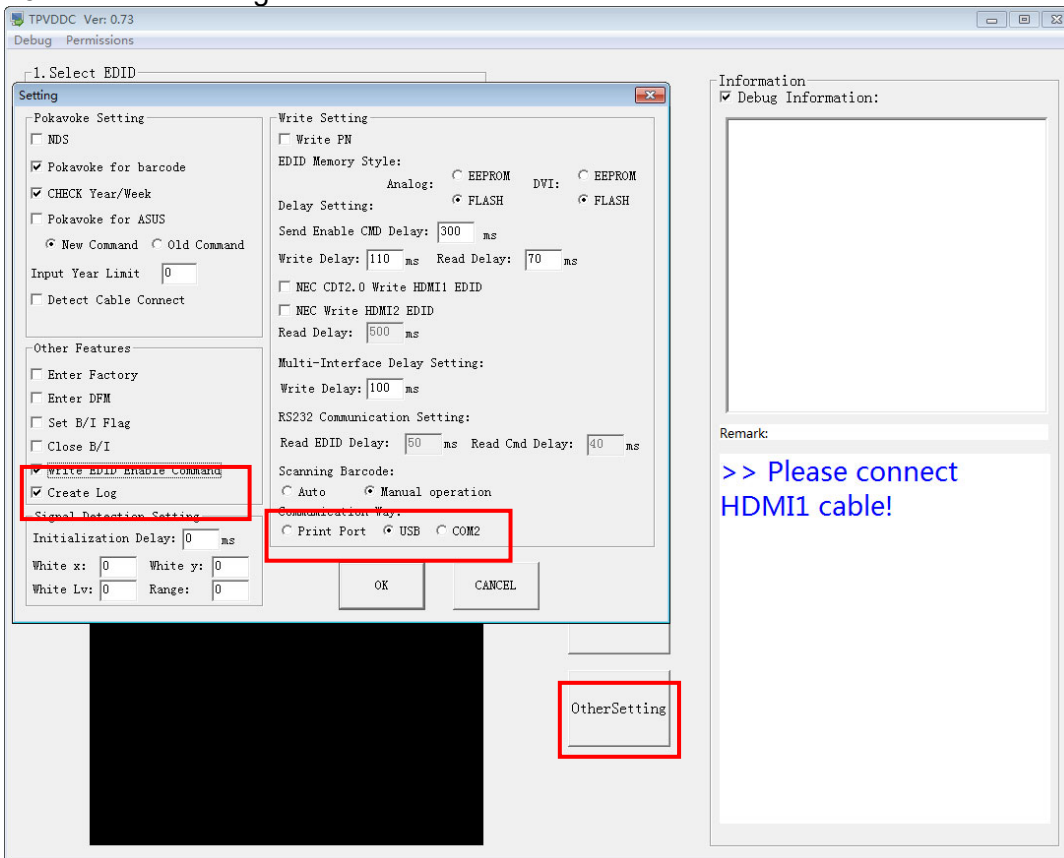 TPVDDC Ver: 0.73
Debug Permissions
1. Select EDID
Setting
Pokavoke Setting
NDS
Pokavoke for barcode
CHECK Year/Week
Pokavoke for ASUS
New Command Old Command
Input Year Limit 0
Detect Cable Connect
Other Features
Enter Factory
Enter DFM
Set B/I Flag
Close B/I
Write EDID Enable Command
Create Log
Signal Detection Setting
Initialization Delay: 0 ms
White x: 0 White y: 0
White Lv: 0 Range: 0
Write Setting
Write PN
EDID Memory Style:
Analog: EEPROM DVI: EEPROM
FLASH FLASH
Delay Setting:
Send Enable CMD Delay: 300 ms
Write Delay: 110 ms Read Delay: 70 ms
NEC CDT2.0 Write HDMI1 EDID
NEC Write HDMI2 EDID
Read Delay: 500 ms
Multi-Interface Delay Setting:
Write Delay: 100 ms
RS232 Communication Setting:
Read EDID Delay: 50 ms Read Cmd Delay: 40 ms
Scanning Barcode:
Auto Manual operation
Communication Way:
Print Port USB COM2
OK CANCEL
OtherSetting
Information
Debug Information:
Remark:
>> Please connect
HDMI1 cable!